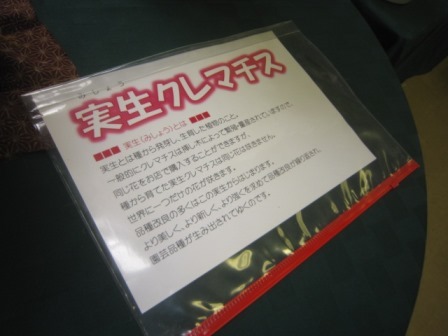 みしょう
実生クレマチス
■■■ 実生(みしょう)とは ■■■
実生とは種から発芽し、生育した植物のこと。
一般的にクレマチスは挿し木によって繁殖・量産されていますので、
同じ花をお店で購入することができますが、
種から育てた実生クレマチスは同じ花は咲きません。
世界に一つだけの花が咲きます。
品種改良の多くはこの実生からはじまります。
より美しく、より新しく、より強くを求めて品種改良が繰り返され、
園芸品種が生み出されてゆくのです。